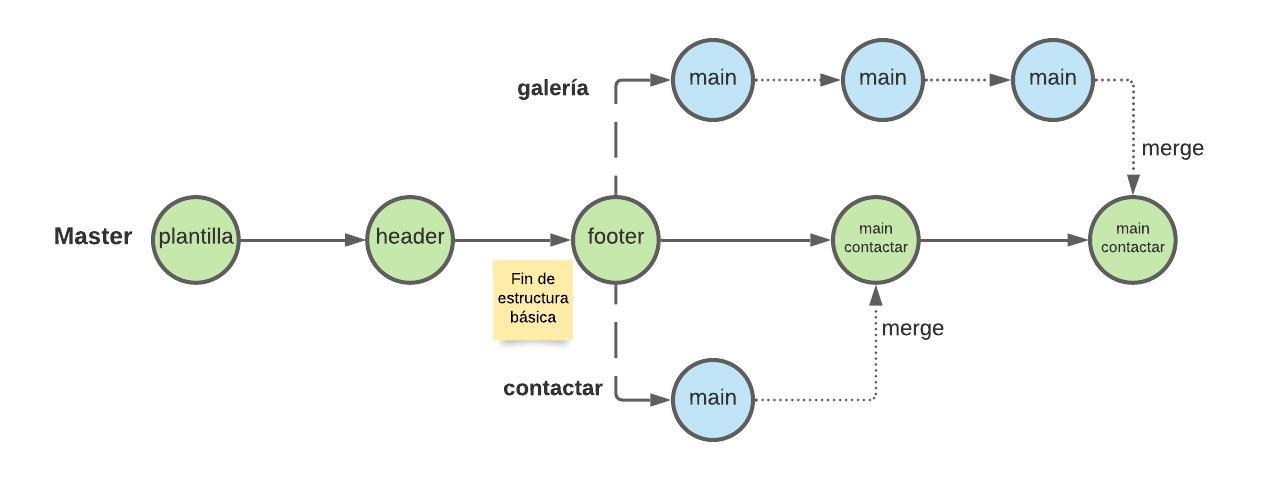 galería
main
main
main
merge
Master
plantilla
header
footer
main
contactar
main
contactar
Fin de
estructura
básica
merge
contactar
main